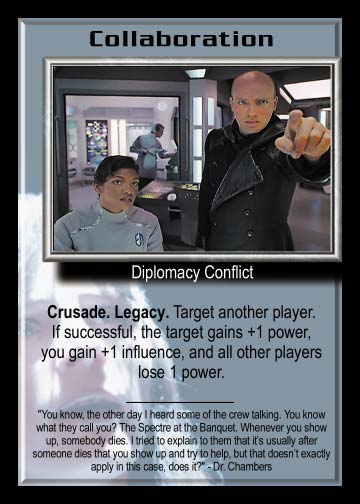 Collaboration
Diplomacy Conflict
Crusade. Legacy. Target another player.
If successful, the target gains +1 power,
you gain +1 influence, and all other players
lose 1 power.
"You know, the other day I heard some of the crew talking. You know
what they call you? The Spectre at the Banquet. Whenever you show
up, somebody dies. I tried to explain to them that it's usually after
someone dies that you show up and try to help, but that doesn't exactly
apply in this case, does it?" - Dr. Chambers